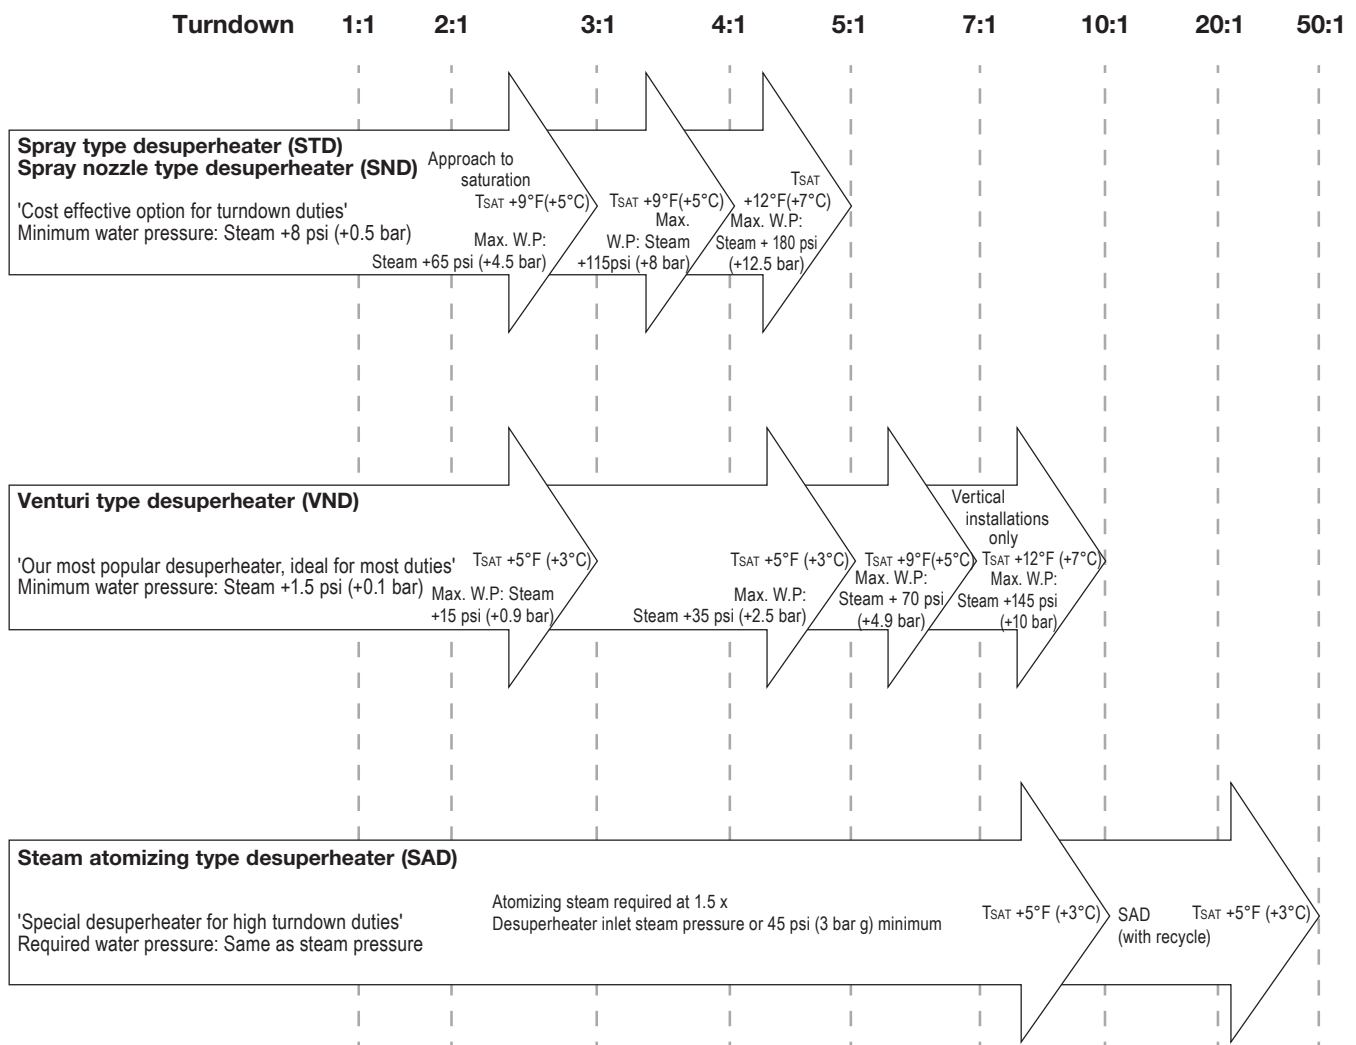 Turndown 1:1 2:1 3:1 4:1 5:1 7:1 10:1 20:1 50:1
Spray type desuperheater (STD)
Spray nozzle type desuperheater (SND)
'Cost effective option for turndown duties'
Minimum water pressure: Steam +8 psi (+0.5 bar)
Approach to
saturation
TSAT +9°F(+5°C)
Max. W.P:
Steam +65 psi (+4.5 bar)
TSAT +9°F(+5°C)
Max.
W.P: Steam
+115psi (+8 bar)
TSAT
+12°F(+7°C)
Max. W.P:
Steam + 180 psi
(+12.5 bar)
Venturi type desuperheater (VND)
'Our most popular desuperheater, ideal for most duties'
Minimum water pressure: Steam +1.5 psi (+0.1 bar)
TSAT +5°F (+3°C)
Max. W.P: Steam
+15 psi (+0.9 bar)
TSAT +5°F (+3°C)
Max. W.P:
Steam +35 psi (+2.5 bar)
TSAT +9°F(+5°C)
Max. W.P:
Steam + 70 psi
(+4.9 bar)
Vertical
installations
only
TSAT +12°F (+7°C)
Max. W.P:
Steam +145 psi
(+10 bar)
Steam atomizing type desuperheater (SAD)
'Special desuperheater for high turndown duties'
Required water pressure: Same as steam pressure
Atomizing steam required at 1.5 x
Desuperheater inlet steam pressure or 45 psi (3 bar g) minimum
TSAT +5°F (+3°C)
SAD
(with recycle)
TSAT +5°F (+3°C)